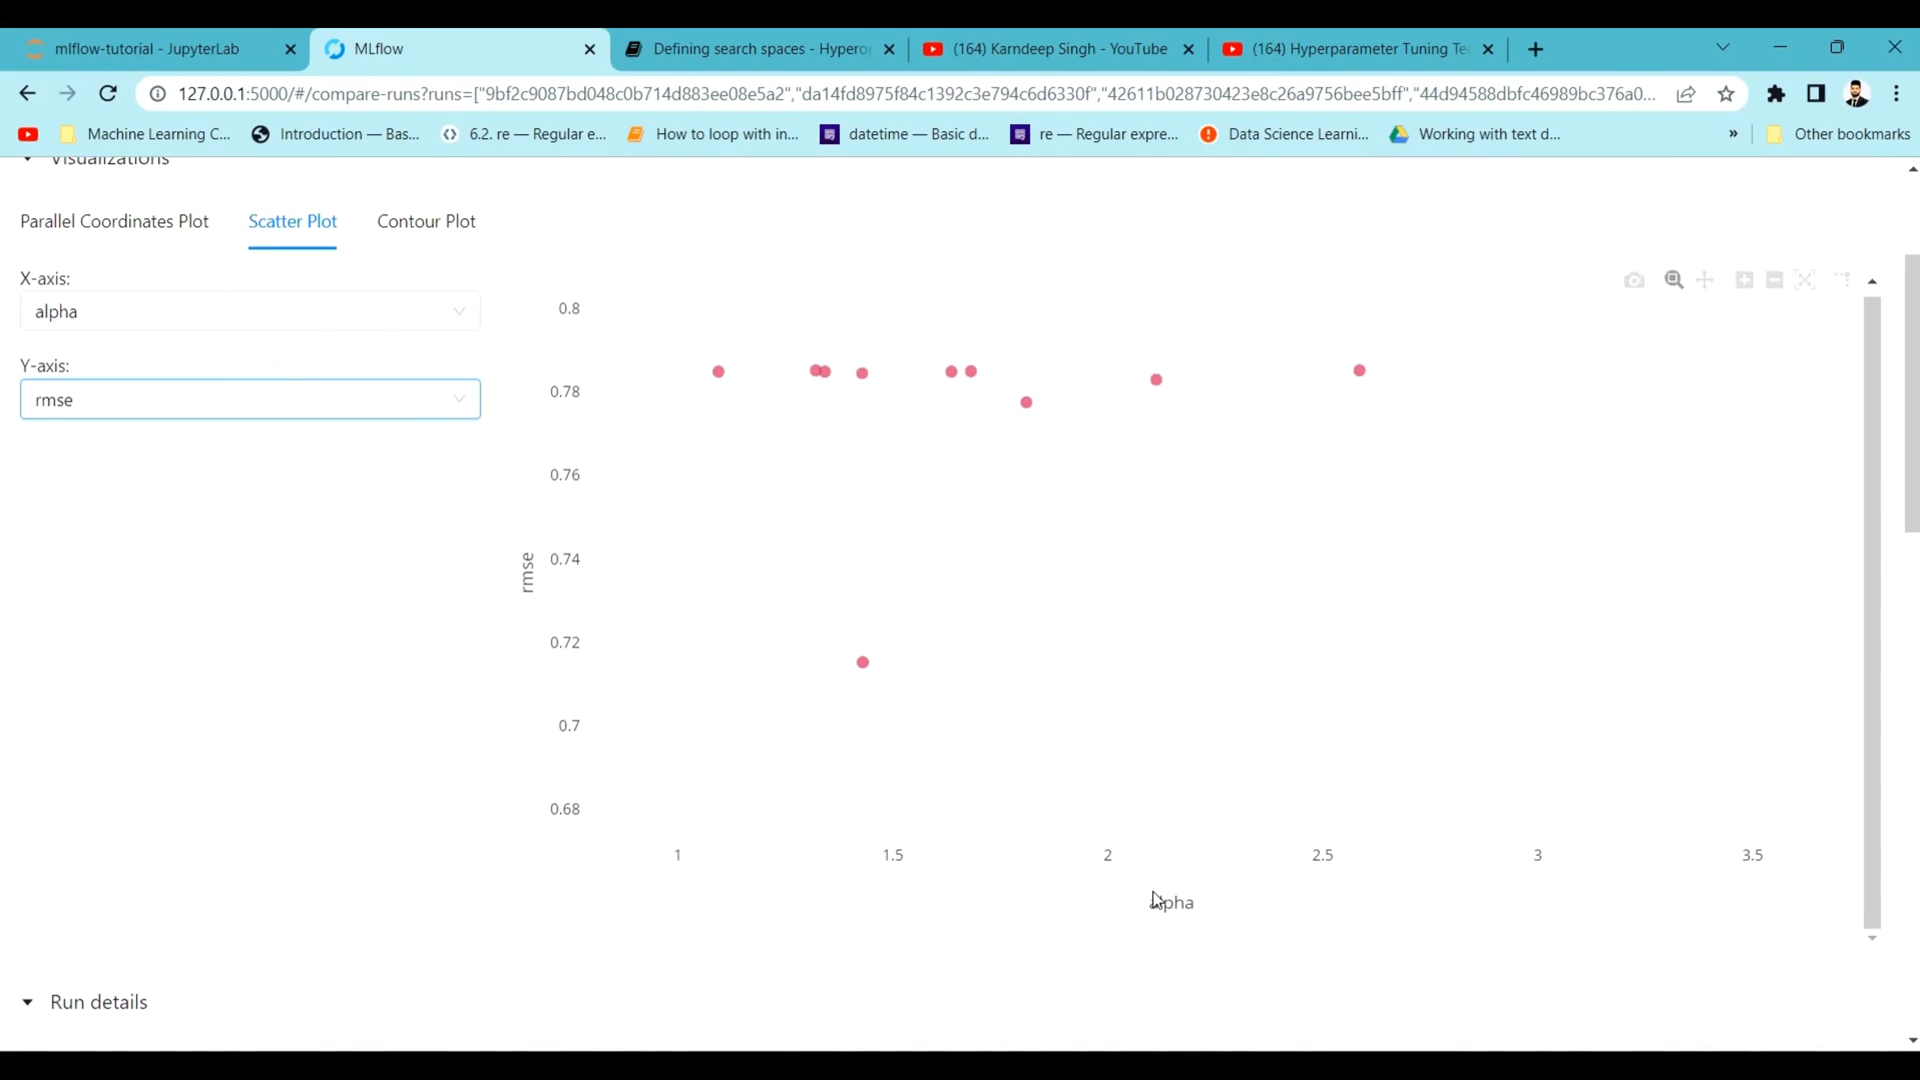 mlflow-tutorial - JupyterLab
MLflow
Defining search spaces - Hypero
(164) Karndeep Singh - YouTube
(164) Hyperparameter Tuning Te
127.0.0.1:5000/#/compare-runs?runs=["9bf2c9087bd048c0b714d883ee08e5a2","da14fd8975f84c1392c3e794c6d6330f","42611b028730423e8c26a9756bee5bff","44d94588dbfc46989bc376a0...
Machine Learning C...
Introduction — Bas...
6.2. re — Regular e...
How to loop with in...
datetime — Basic d...
re — Regular expre...
Data Science Learni...
Working with text d...
»
Other bookmarks
Visualizations
Parallel Coordinates Plot
Scatter Plot
Contour Plot
X-axis:
alpha
Y-axis:
rmse
0.8
0.78
0.76
0.74
0.72
0.7
0.68
rmse
1
1.5
2
2.5
3
3.5
alpha
Run details